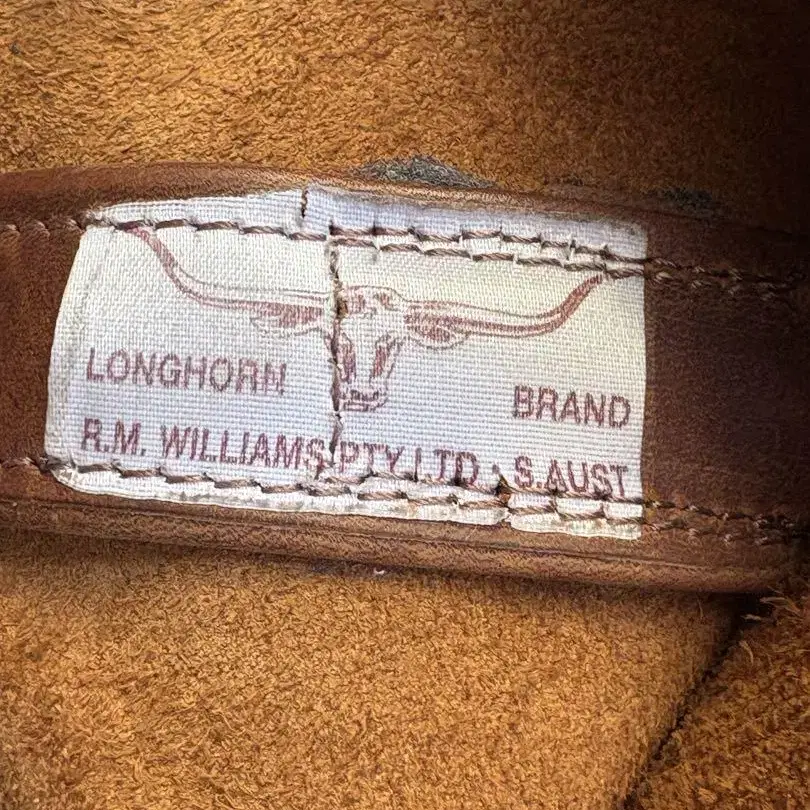 LONGHORN BRAND
R.M. WILLIAMS PTY. LTD. S.AUST